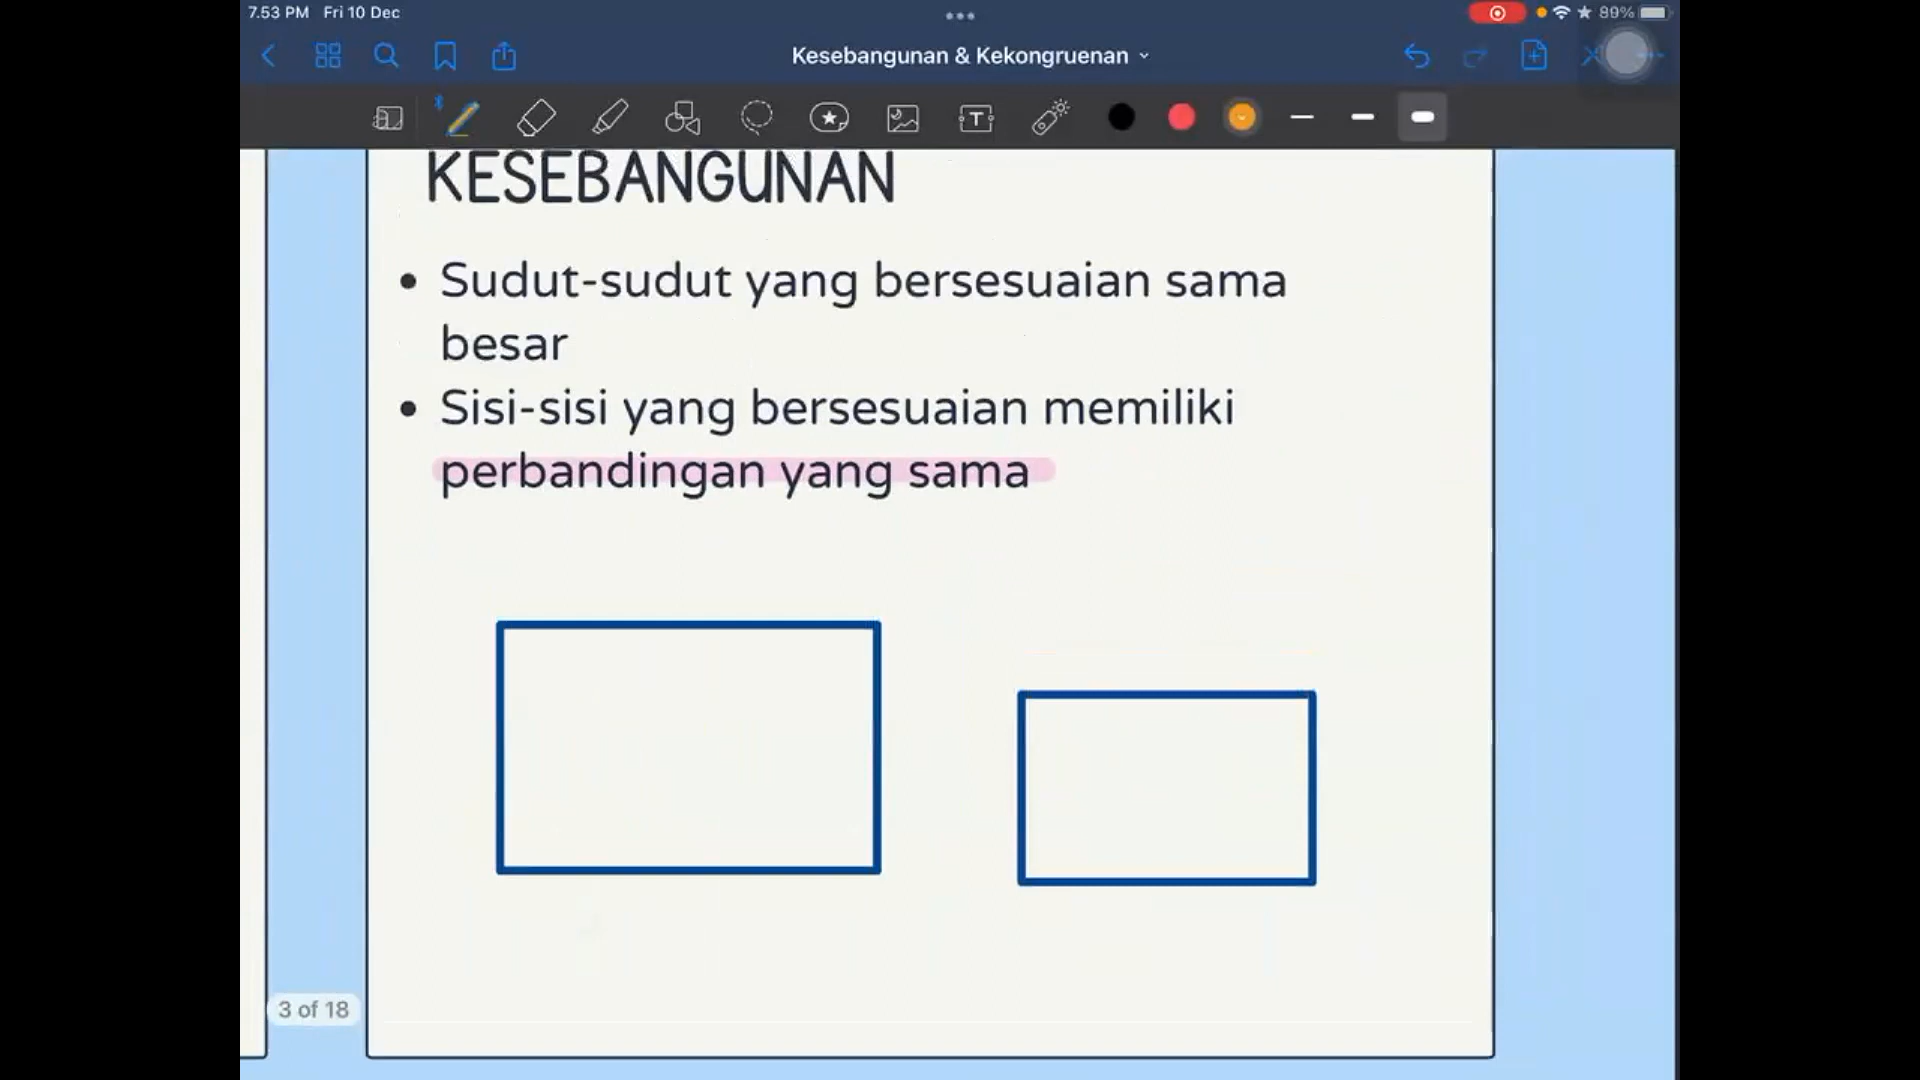 7.53 PM Fri 10 Dec
89%
Kesebangunan & Kekongruenan
KESEBANGUNAN
• Sudut-sudut yang bersesuaian sama
besar
• Sisi-sisi yang bersesuaian memiliki
perbandingan yang sama
3 of 18